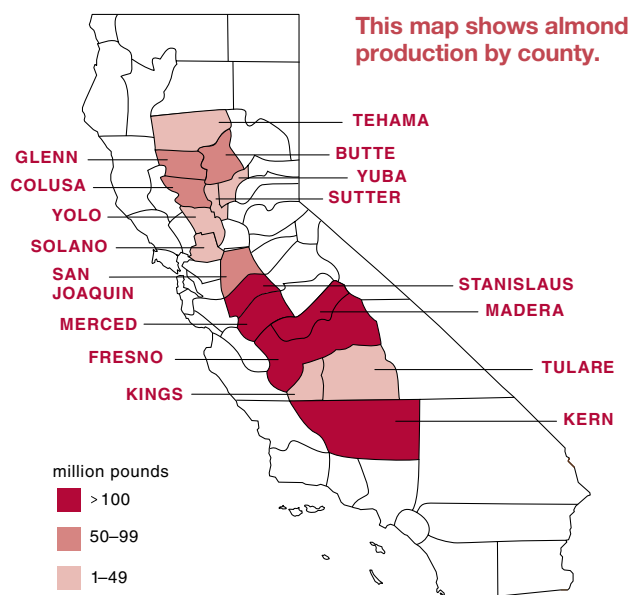 This map shows almond
production by county.
TEHAMA
GLENN
BUTTE
COLUSA
YUBA
SUTTER
YOLO
SOLANO
SAN
JOAQUIN
STANISLAUS
MADERA
MERCED
FRESNO
TULARE
KINGS
KERN
million pounds
>100
50–99
1–49